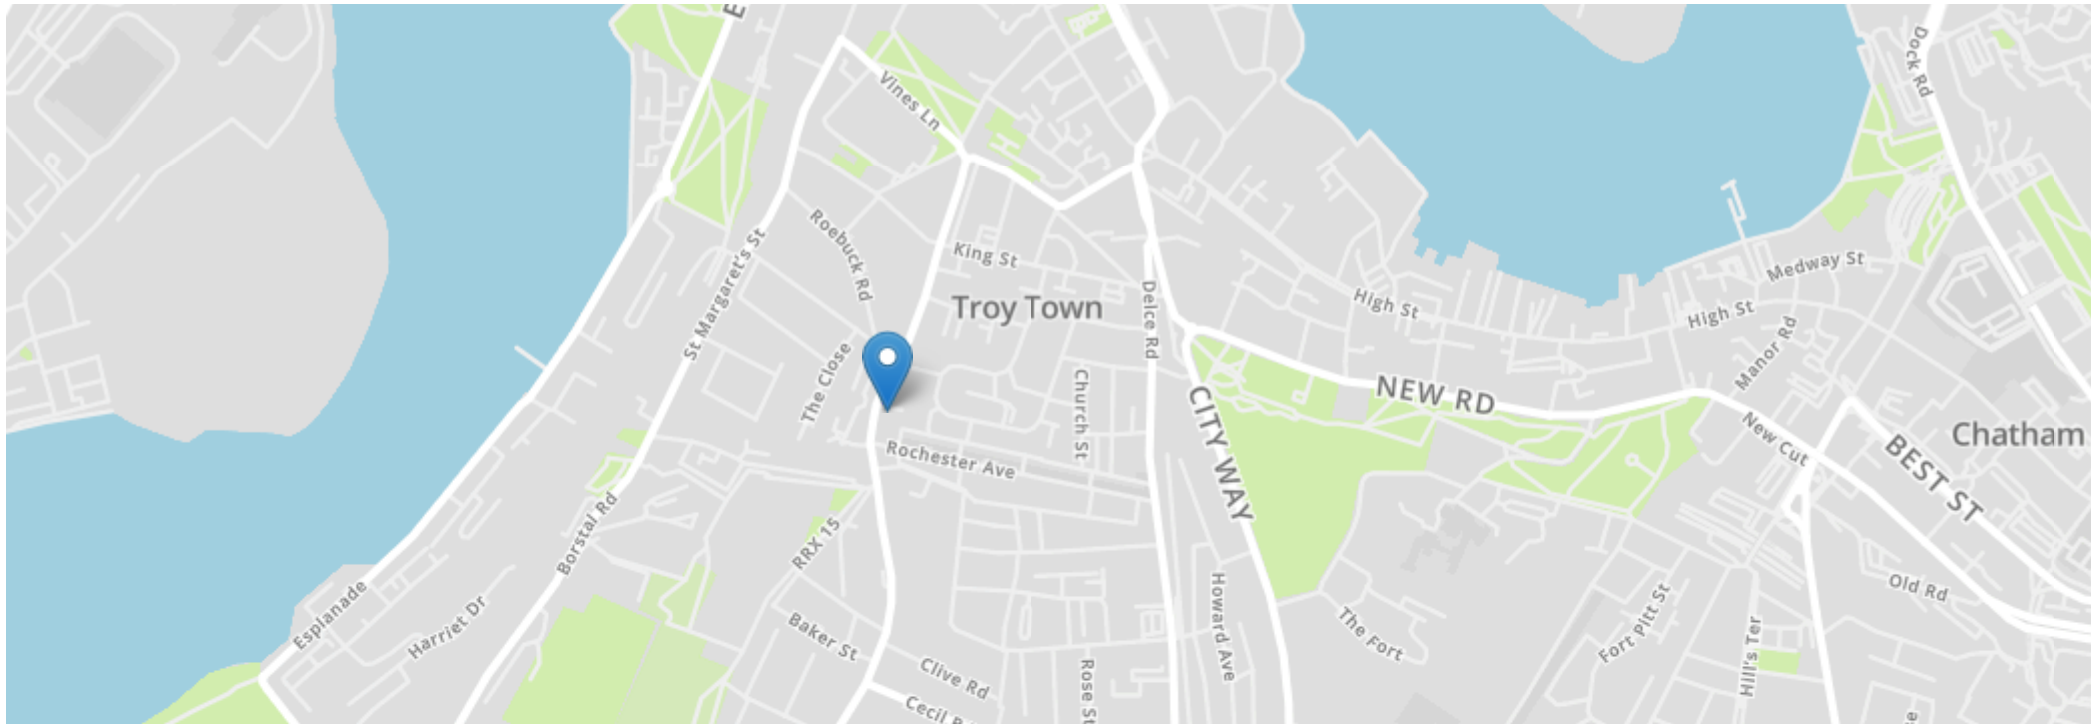 E
Dock Rd
Vines Ln
Roebuck Rd
St Margaret's St
King St
Medway St
Troy Town
Delce Rd
High St
High St
Manor Rd
The Close
Church St
NEW RD
CITY WAY
New Cut
Chatham
BEST ST
Rochester Ave
Borstal Rd
RRX 15
Esplanade
Harriet Dr
Baker St
Howard Ave
The Fort
Fort Pitt St
Old Rd
Hill's Ter
Clive Rd
Rose St
Cecil